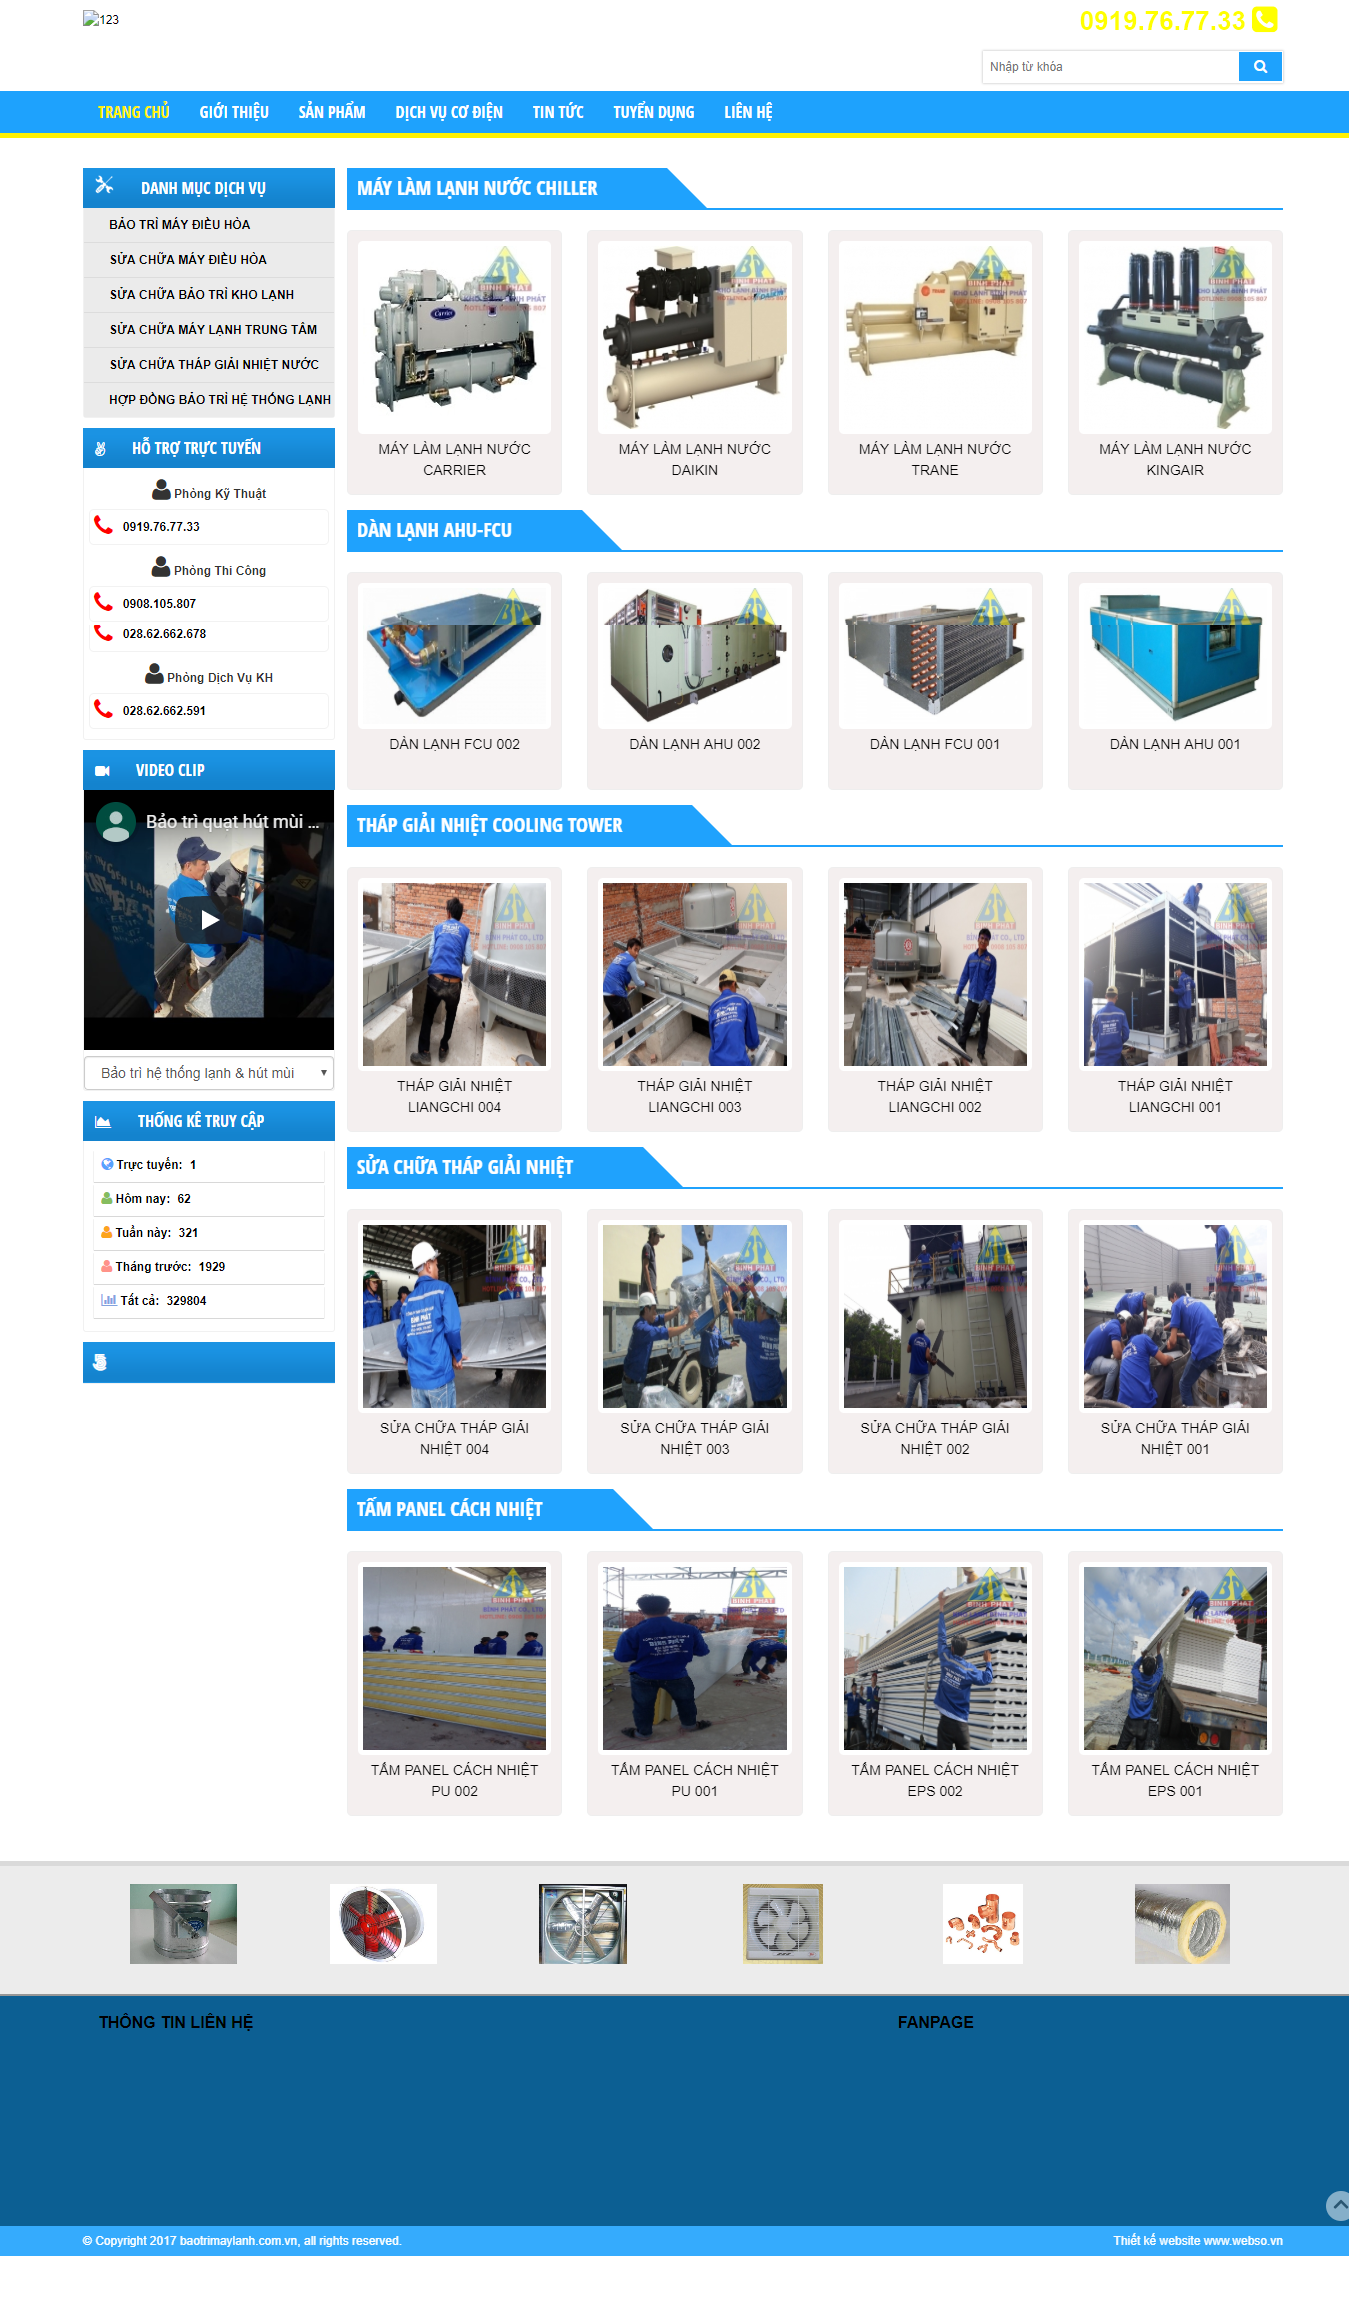 123
0919.76.77.33
Nhập từ khóa
TRANG CHỦ
GIỚI THIỆU
SẢN PHẨM
DỊCH VỤ CƠ ĐIỆN
TIN TỨC
TUYỂN DỤNG
LIÊN HỆ
DANH MỤC DỊCH VỤ
BẢO TRÌ MÁY ĐIỀU HÒA
SỬA CHỮA MÁY ĐIỀU HÒA
SỬA CHỮA BẢO TRÌ KHO LẠNH
SỬA CHỮA MÁY LẠNH TRUNG TÂM
SỬA CHỮA THÁP GIẢI NHIỆT NƯỚC
HỢP ĐỒNG BẢO TRÌ HỆ THỐNG LẠNH
HỖ TRỢ TRỰC TUYẾN
Phòng Kỹ Thuật
0919.76.77.33
Phòng Thi Công
0908.105.807
028.62.662.678
Phòng Dịch Vụ KH
028.62.662.591
VIDEO CLIP
Bảo trì quạt hút mùi ...
Bảo trì hệ thống lạnh & hút mùi
THỐNG KÊ TRUY CẬP
Trực tuyến: 1
Hôm nay: 62
Tuần này: 321
Tháng trước: 1929
Tất cả: 329804
MÁY LÀM LẠNH NƯỚC CHILLER
MÁY LÀM LẠNH NƯỚC
CARRIER
MÁY LÀM LẠNH NƯỚC
DAIKIN
MÁY LÀM LẠNH NƯỚC
TRANE
MÁY LÀM LẠNH NƯỚC
KINGAIR
DÀN LẠNH AHU-FCU
DÀN LẠNH FCU 002
DÀN LẠNH AHU 002
DÀN LẠNH FCU 001
DÀN LẠNH AHU 001
THÁP GIẢI NHIỆT COOLING TOWER
THÁP GIẢI NHIỆT
LIANGCHI 004
THÁP GIẢI NHIỆT
LIANGCHI 003
THÁP GIẢI NHIỆT
LIANGCHI 002
THÁP GIẢI NHIỆT
LIANGCHI 001
SỬA CHỮA THÁP GIẢI NHIỆT
SỬA CHỮA THÁP GIẢI
NHIỆT 004
SỬA CHỮA THÁP GIẢI
NHIỆT 003
SỬA CHỮA THÁP GIẢI
NHIỆT 002
SỬA CHỮA THÁP GIẢI
NHIỆT 001
TẤM PANEL CÁCH NHIỆT
TẤM PANEL CÁCH NHIỆT
PU 002
TẤM PANEL CÁCH NHIỆT
PU 001
TẤM PANEL CÁCH NHIỆT
EPS 002
TẤM PANEL CÁCH NHIỆT
EPS 001
THÔNG TIN LIÊN HỆ
FANPAGE
© Copyright 2017 baotrimaylanh.com.vn, all rights reserved.
Thiết kế website www.webso.vn